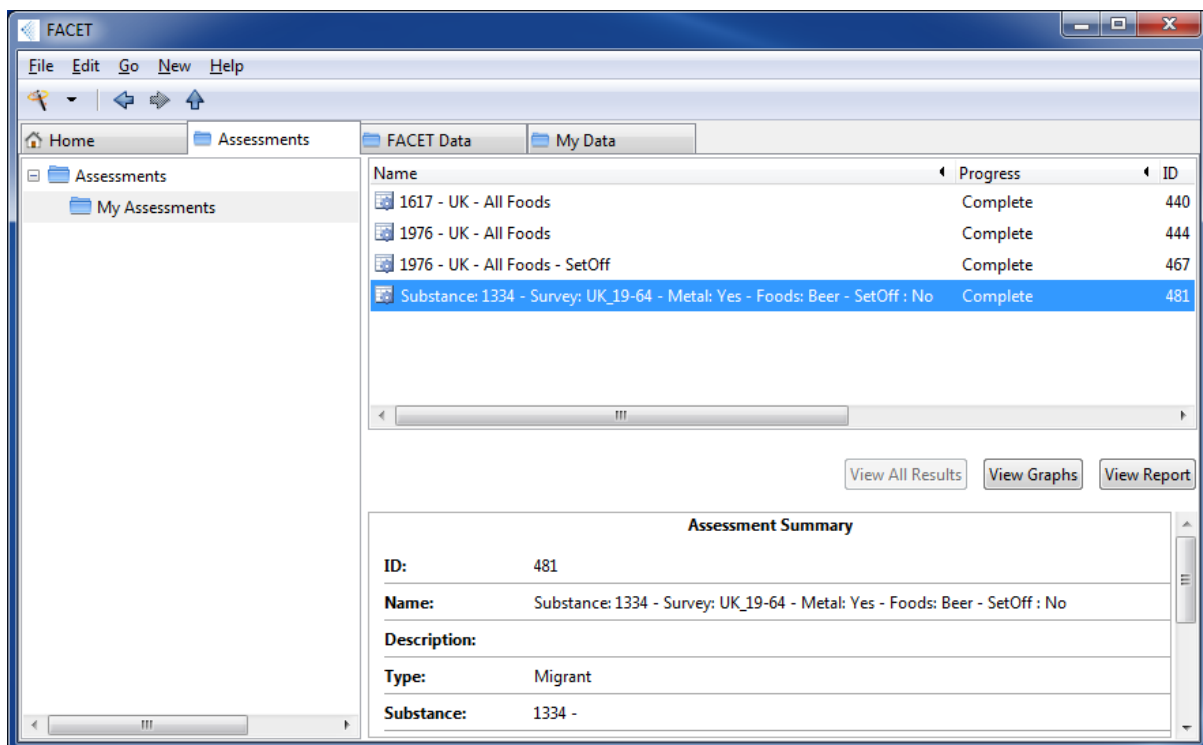 FACET
File Edit Go New Help
Home Assessments FACET Data My Data
Assessments
My Assessments
Name Progress ID
1617 - UK - All Foods Complete 440
1976 - UK - All Foods Complete 444
1976 - UK - All Foods - SetOff Complete 467
Substance: 1334 - Survey: UK_19-64 - Metal: Yes - Foods: Beer - SetOff : No Complete 481
View All Results View Graphs View Report
Assessment Summary
ID: 481
Name: Substance: 1334 - Survey: UK_19-64 - Metal: Yes - Foods: Beer - SetOff : No
Description:
Type: Migrant
Substance: 1334 -